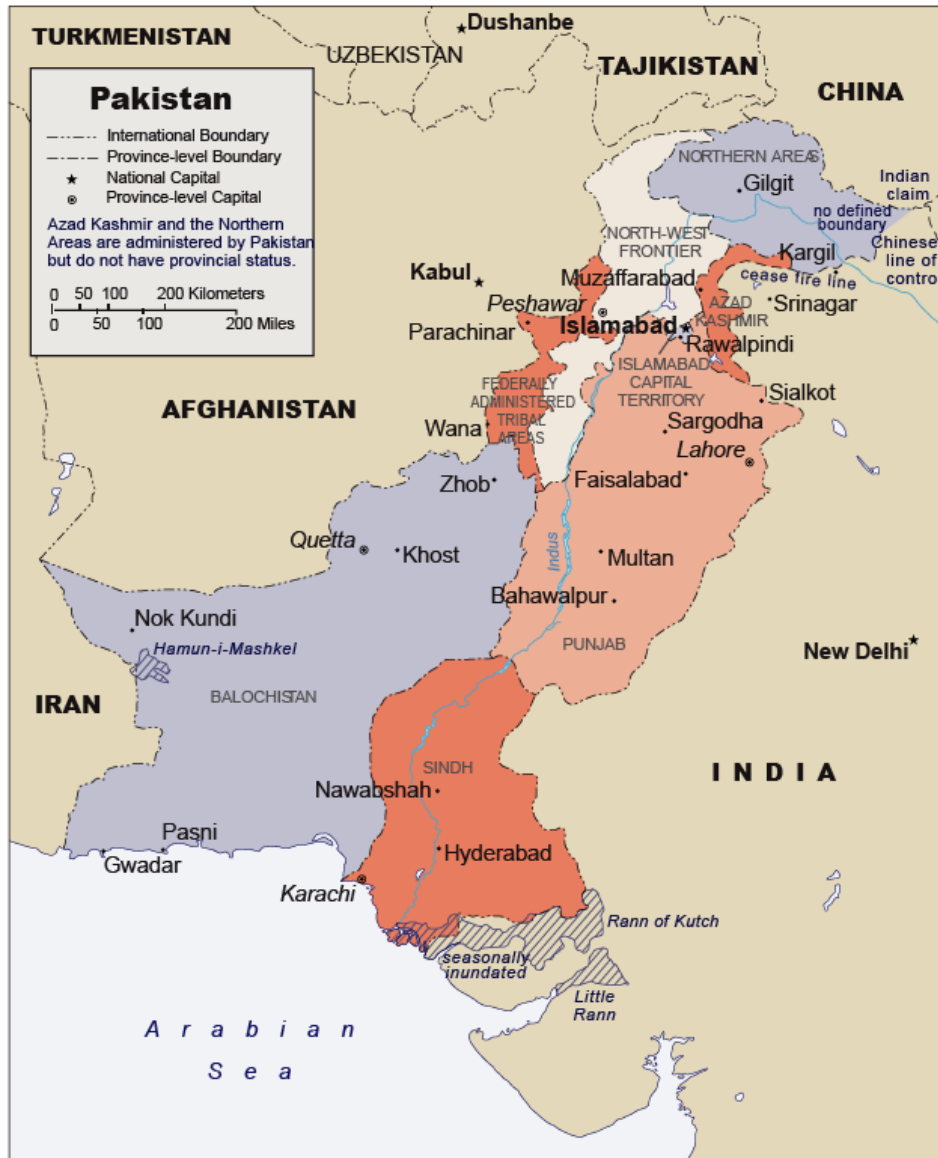 Dushanbe
TURKMENISTAN
UZBEKISTAN
TAJIKISTAN
CHINA
Pakistan
International Boundary
Province-level Boundary
National Capital
Province-level Capital
Azad Kashmir and the Northern
Areas are administered by Pakistan
but do not have provincial status.
0 50 100 200 Kilometers
0 50 100 200 Miles
NORTHERN AREAS
Gilgit
Indian
claim
no defined
boundary
Chinese
line of
control
NORTH-WEST
FRONTIER
Kargil
cease fire line
Kabul
Muzaffarabad
Srinagar
Peshawar
AZAD
KASHMIR
Parachinar
Islamabad
Rawalpindi
ISLAMABAD
CAPITAL
TERRITORY
Sialkot
FEDERAILY
ADMINISTERED
TRIBAL
AREAS
AFGHANISTAN
Wana
Sargodha
Lahore
Zhob
Faisalabad
Quetta
Khost
Indus
Multan
Bahawalpur
Nok Kundi
Hamun-i-Mashkel
PUNJAB
New Delhi
IRAN
BALOCHISTAN
SINDH
INDIA
Nawabshah
Pasni
Gwadar
Hyderabad
Karachi
Rann of Kutch
seasonally
inundated
Little
Rann
Arabian
Sea